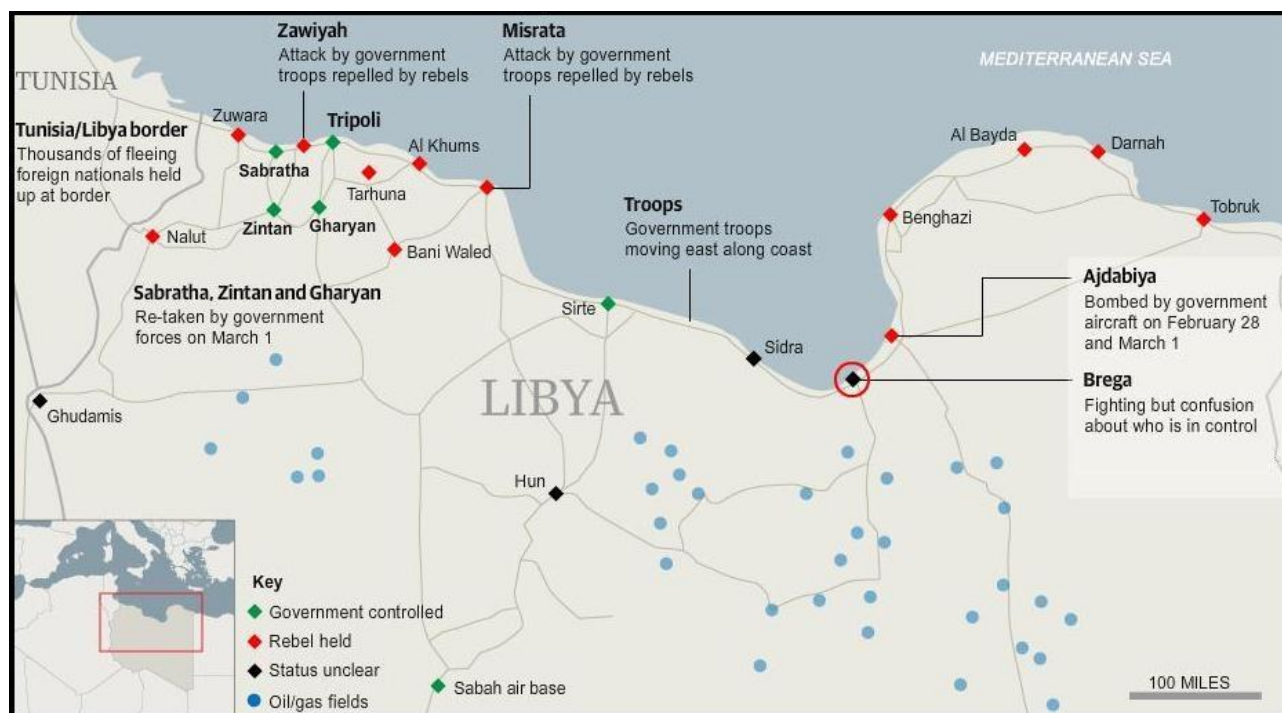 Zawiyah
Attack by government
troops repelled by rebels
Misrata
Attack by government
troops repelled by rebels
MEDITERRANEAN SEA
TUNISIA
Tunisia/Libya border
Thousands of fleeing
foreign nationals held
up at border
Zuwara
Tripoli
Sabratha
Al Khums
Tarhuna
Zintan
Gharyan
Nalut
Bani Waled
Al Bayda
Darnah
Benghazi
Tobruk
Troops
Government troops
moving east along coast
Sabratha, Zintan and Gharyan
Re-taken by government
forces on March 1
Sirte
Sidra
Ajdabiya
Bombed by government
aircraft on February 28
and March 1
Brega
Fighting but confusion
about who is in control
LIBYA
Ghudamis
Hun
Key
Government controlled
Rebel held
Status unclear
Oil/gas fields
Sabah air base
100 MILES